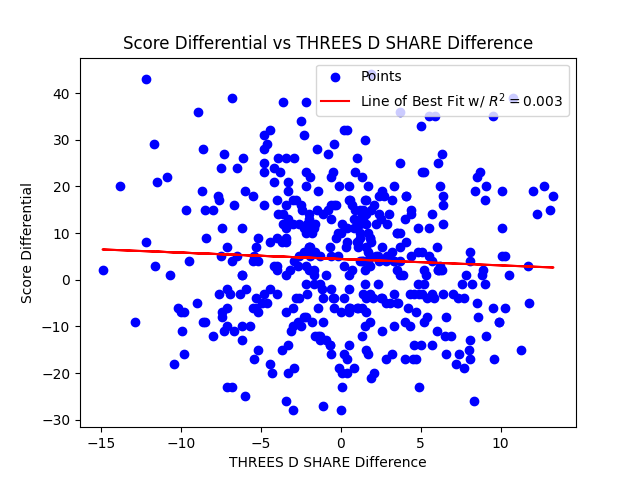 Score Differential vs THREES D SHARE Difference
Points
Line of Best Fit w/ $R^2 = 0.003$
40
30
20
10
0
−10
−20
−30
Score Differential
−15
−10
−5
0
5
10
THREES D SHARE Difference